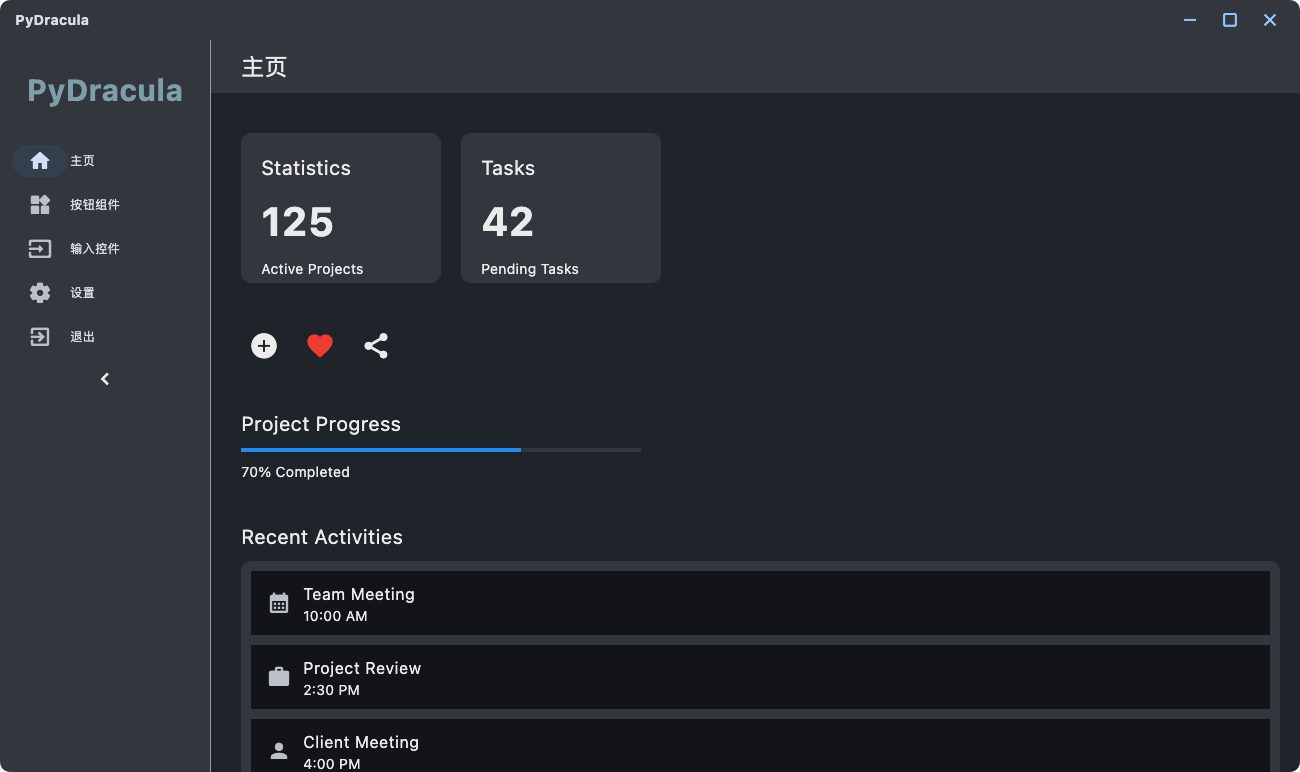 PyDracula
PyDracula
主页
按钮组件
输入控件
设置
退出
主页
Statistics
125
Active Projects
Tasks
42
Pending Tasks
Project Progress
70% Completed
Recent Activities
Team Meeting
10:00 AM
Project Review
2:30 PM
Client Meeting
4:00 PM